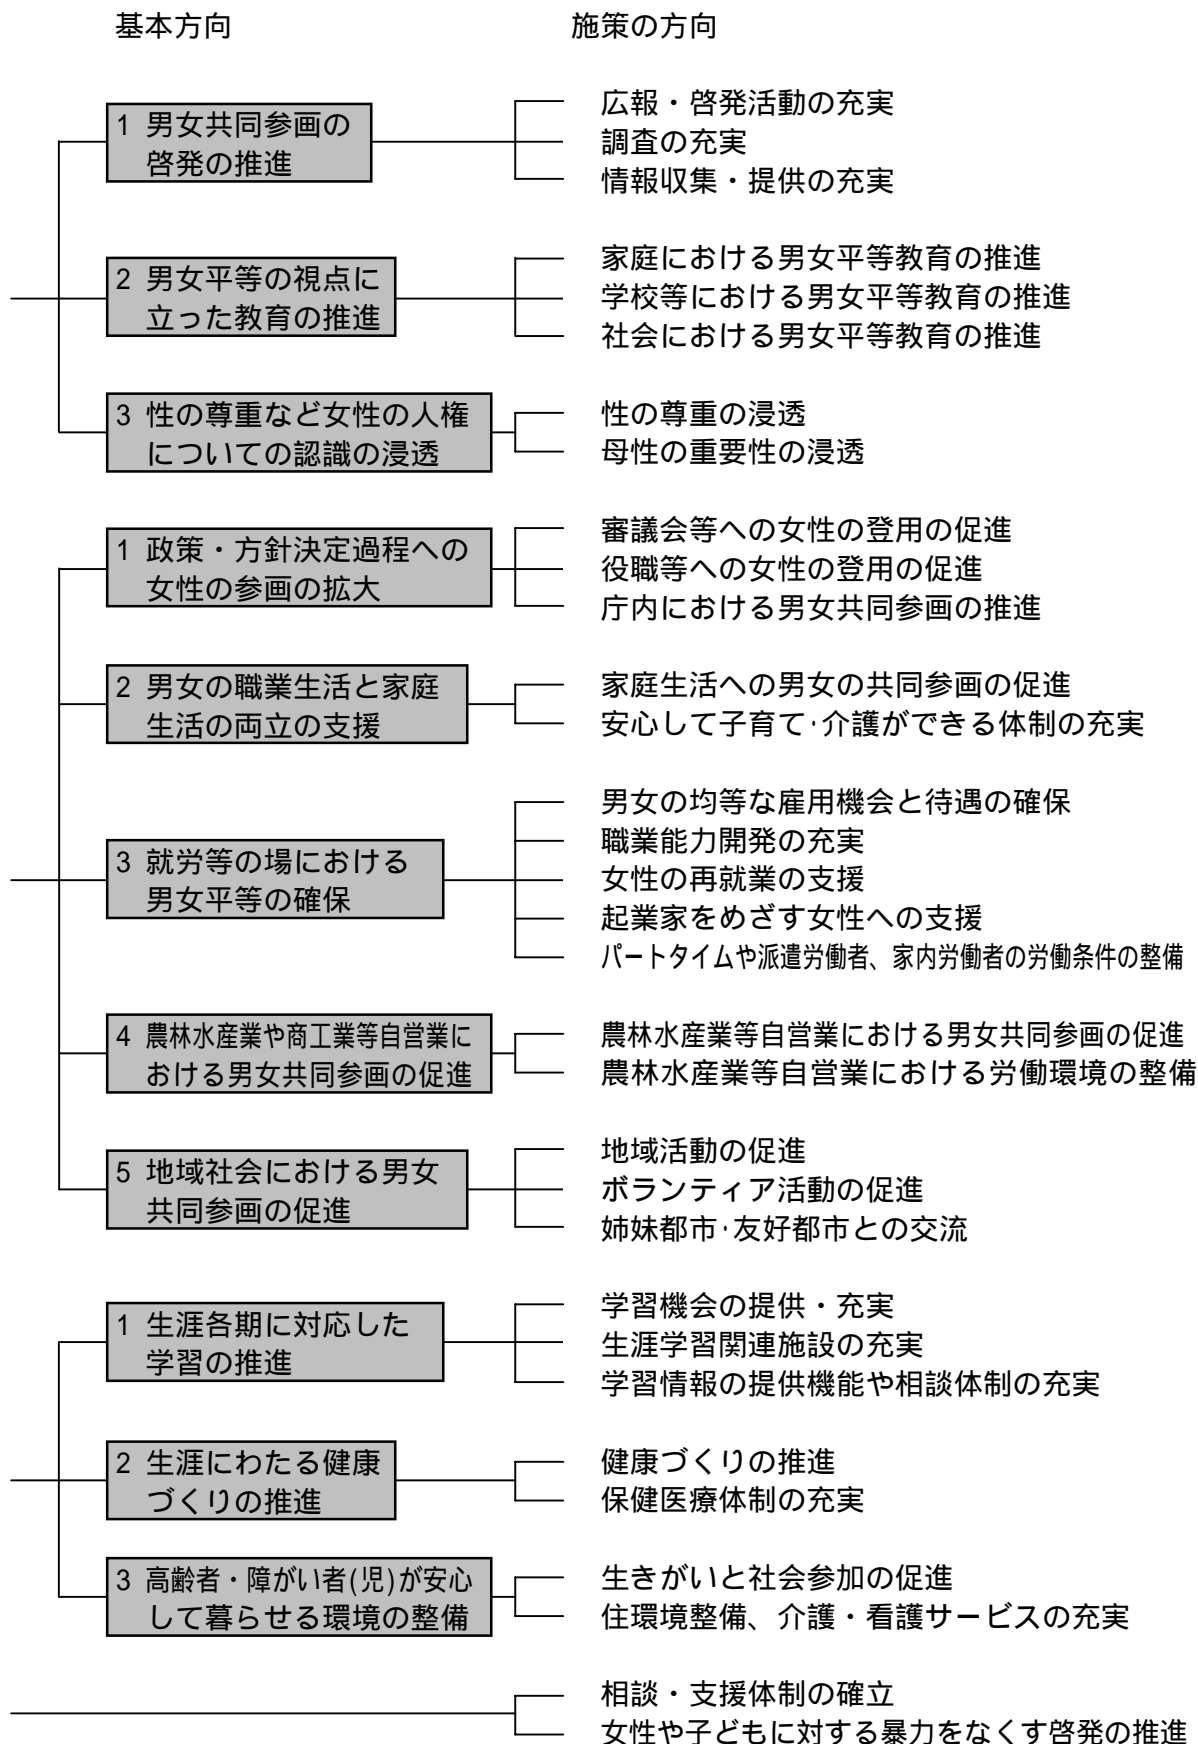 基本方向
施策の方向
1 男女共同参画の
啓発の推進
広報・啓発活動の充実
調査の充実
情報収集・提供の充実
2 男女平等の視点に
立った教育の推進
家庭における男女平等教育の推進
学校等における男女平等教育の推進
社会における男女平等教育の推進
3 性の尊重など女性の人権
についての認識の浸透
性の尊重の浸透
母性の重要性の浸透
1 政策・方針決定過程への
女性の参画の拡大
審議会等への女性の登用の促進
役職等への女性の登用の促進
庁内における男女共同参画の推進
2 男女の職業生活と家庭
生活の両立の支援
家庭生活への男女の共同参画の促進
安心して子育て・介護ができる体制の充実
3 就労等の場における
男女平等の確保
男女の均等な雇用機会と待遇の確保
職業能力開発の充実
女性の再就業の支援
起業家をめざす女性への支援
パートタイムや派遣労働者、家内労働者の労働条件の整備
4 農林水産業や商工業等自営業に
おける男女共同参画の促進
農林水産業等自営業における男女共同参画の促進
農林水産業等自営業における労働環境の整備
5 地域社会における男女
共同参画の促進
地域活動の促進
ボランティア活動の促進
姉妹都市・友好都市との交流
1 生涯各期に対応した
学習の推進
学習機会の提供・充実
生涯学習関連施設の充実
学習情報の提供機能や相談体制の充実
2 生涯にわたる健康
づくりの推進
健康づくりの推進
保健医療体制の充実
3 高齢者・障がい者(児)が安心
して暮らせる環境の整備
生きがいと社会参加の促進
住環境整備、介護・看護サービスの充実
相談・支援体制の確立
女性や子どもに対する暴力をなくす啓発の推進